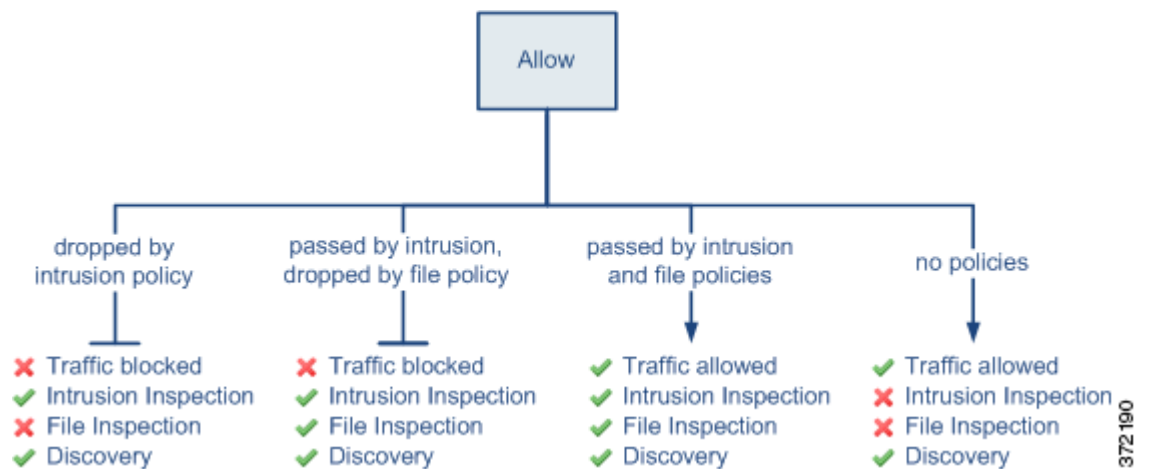 Allow
dropped by
intrusion policy
passed by intrusion,
dropped by file policy
passed by intrusion
and file policies
no policies
Traffic blocked
Intrusion Inspection
File Inspection
Discovery
Traffic blocked
Intrusion Inspection
File Inspection
Discovery
Traffic allowed
Intrusion Inspection
File Inspection
Discovery
Traffic allowed
Intrusion Inspection
File Inspection
Discovery
372190